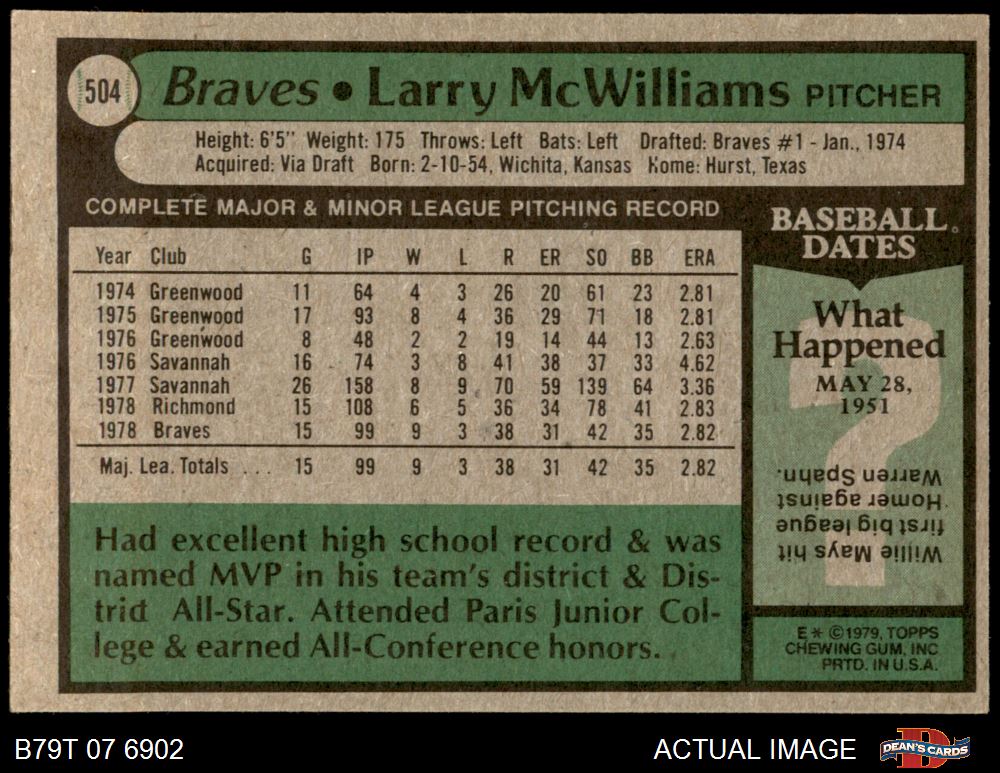 504
Braves • Larry McWilliams PITCHER
Height: 6'5" Weight: 175 Throws: Left Bats: Left Drafted: Braves #1 - Jan., 1974
Acquired: Via Draft Born: 2-10-54, Wichita, Kansas Home: Hurst, Texas
COMPLETE MAJOR & MINOR LEAGUE PITCHING RECORD
Year Club G IP W L R ER SO BB ERA
1974 Greenwood 11 64 4 3 26 20 61 23 2.81
1975 Greenwood 17 93 8 4 36 29 71 18 2.81
1976 Greenwood 8 48 2 2 19 14 44 13 2.63
1976 Savannah 16 74 3 8 41 38 37 33 4.62
1977 Savannah 26 158 8 9 70 59 139 64 3.36
1978 Richmond 15 108 6 5 36 34 78 41 2.83
1978 Braves 15 99 9 3 38 31 42 35 2.82
Maj. Lea. Totals ... 15 99 9 3 38 31 42 35 2.82
Had excellent high school record & was
named MVP in his team's district & Dis-
trict All-Star. Attended Paris Junior Col-
lege & earned All-Conference honors.
BASEBALL
DATES
What
Happened
MAY 28,
1951
?
Willie Mays hit
first big league
Homer against
Warren Spahn.
E* ©1979, TOPPS
CHEWING GUM, INC.
PRTD. IN U.S.A.
B79T 07 6902
ACTUAL IMAGE
D
DEAN'S CARDS